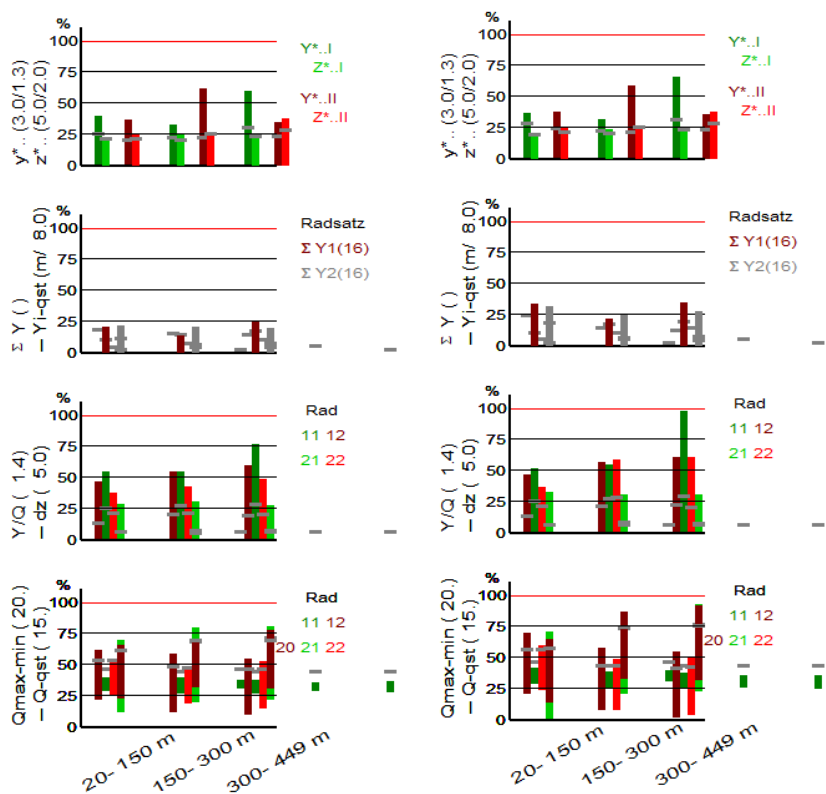 %
100
75
50
25
0
y*.. (3.0/1.3)
z*.. (5.0/2.0)
Y*..I
Z*..I
Y*..II
Z*..II
%
100
75
50
25
0
y*.. (3.0/1.3)
z*.. (5.0/2.0)
Y*..I
Z*..I
Y*..II
Z*..II
%
100
75
50
25
0
Σ Y ( )
– Yi-qst (m/ 8.0)
Radsatz
Σ Y1(16)
Σ Y2(16)
%
100
75
50
25
0
Σ Y ( )
– Yi-qst (m/ 8.0)
Radsatz
Σ Y1(16)
Σ Y2(16)
%
100
75
50
25
0
Y/Q ( 1.4)
– dz ( 5.0)
Rad
11 12
21 22
%
100
75
50
25
0
Y/Q ( 1.4)
– dz ( 5.0)
Rad
11 12
21 22
%
100
75
50
25
0
Qmax-min ( 20.)
– Q-qst ( 15.)
Rad
11 12
20 21 22
20- 150 m
150- 300 m
300- 449 m
%
100
75
50
25
0
Qmax-min ( 20.)
– Q-qst ( 15.)
Rad
11 12
20 21 22
20- 150 m
150- 300 m
300- 449 m